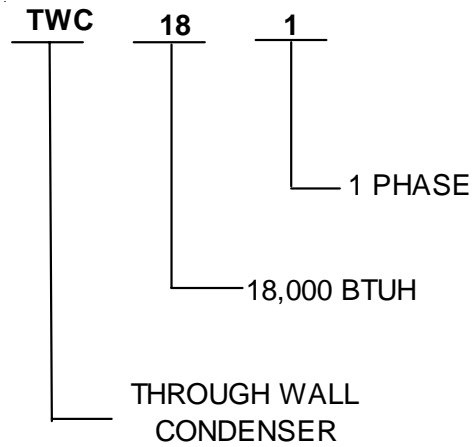 TWC 18 1
1 PHASE
18,000 BTUH
THROUGH WALL
CONDENSER